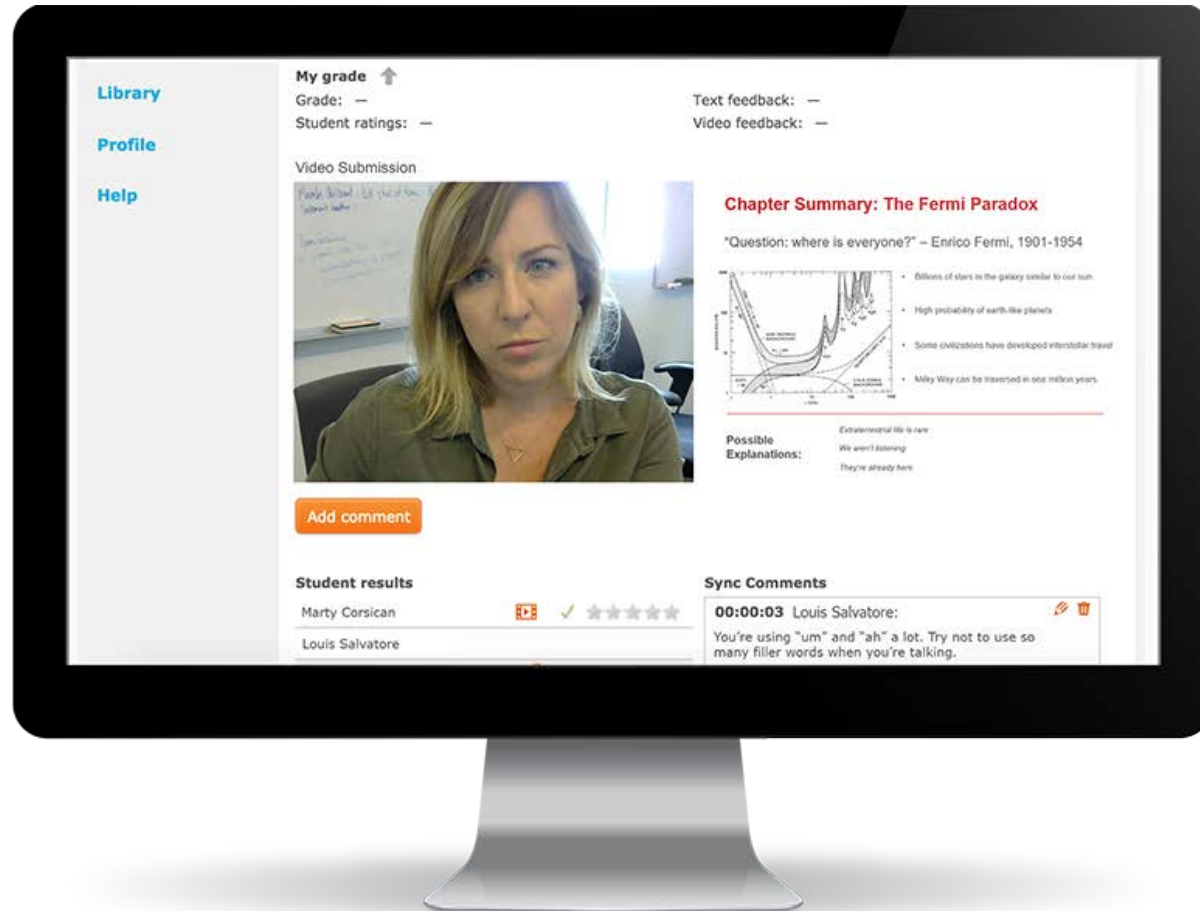 Library
Profile
Help
My grade
Grade: —
Student ratings: —
Text feedback: —
Video feedback: —
Video Submission
Chapter Summary: The Fermi Paradox
"Question: where is everyone?" – Enrico Fermi, 1901-1954
• Billions of stars in the galaxy similar to our sun
• High probability of earth-like planets
• Some civilizations have developed interstellar travel
• Milky Way can be traversed in one million years
Possible
Explanations:
Extraterrestrial life is rare
We aren't listening
They're already here
Add comment
Student results
Marty Corsican
Louis Salvatore
Sync Comments
00:00:03 Louis Salvatore:
You're using "um" and "ah" a lot. Try not to use so
many filler words when you're talking.